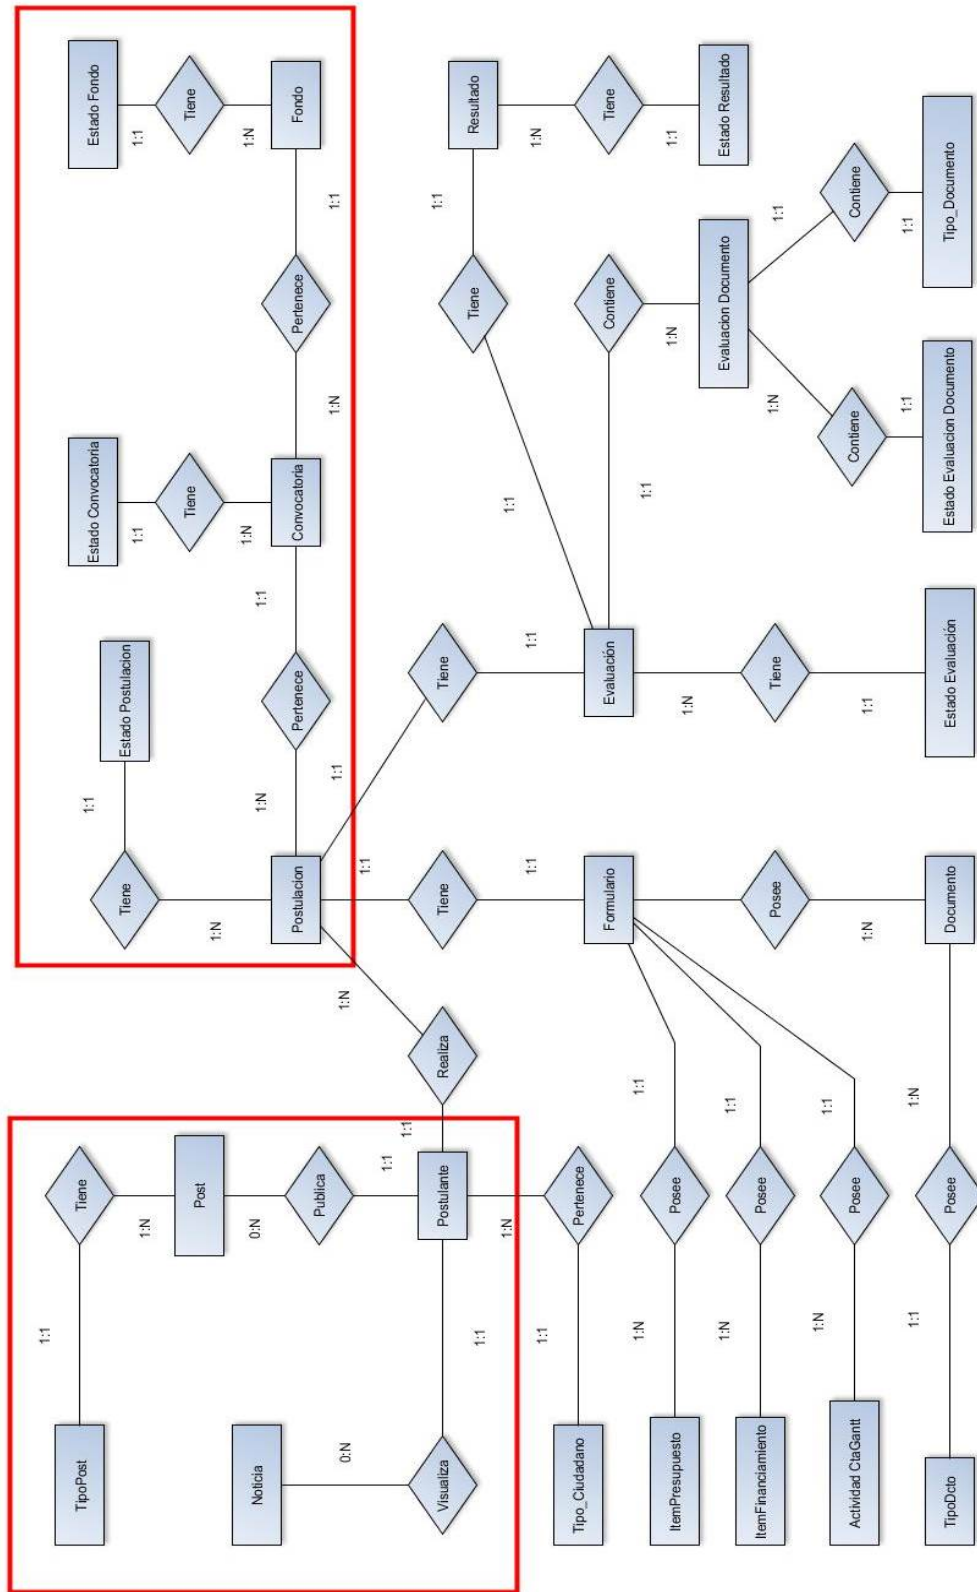 1:1
TipoPost
Tiene
1:1
Estado Convocatoria
Estado Fondo
Tiene
Estado Postulacion
1:1
1:1
1:N
Tiene
Tiene
Post
1:N
1:N
1:N
Noticia
0:N
1:N
1:1
Postulacion
Pertenece
Convocatoria
Pertenece
Fondo
Publica
1:1
1:N
1:1
0:N
1:N
1:1
1:1
1:1
Visualiza
Postulante
Realiza
Tiene
Tiene
1:1
1:1
Tiene
Resultado
1:N
1:1
1:1
1:1
1:N
1:1
Tipo_Ciudadano
Pertenece
Formulario
Evaluación
Contiene
Tiene
1:N
1:1
1:1
1:N
1:1
ItemPresupuesto
Posee
1:N
1:N
1:1
Evaluacion Documento
Estado Resultado
ItemFinanciamiento
Posee
Posee
Tiene
1:N
1:1
1:N
1:1
Actividad CtaGantt
Posee
Contiene
Contiene
1:N
1:1
1:1
1:1
1:1
1:N
TipoDcto
Posee
Documento
Estado Evaluación
Estado Evaluacion Documento
Tipo_Documento